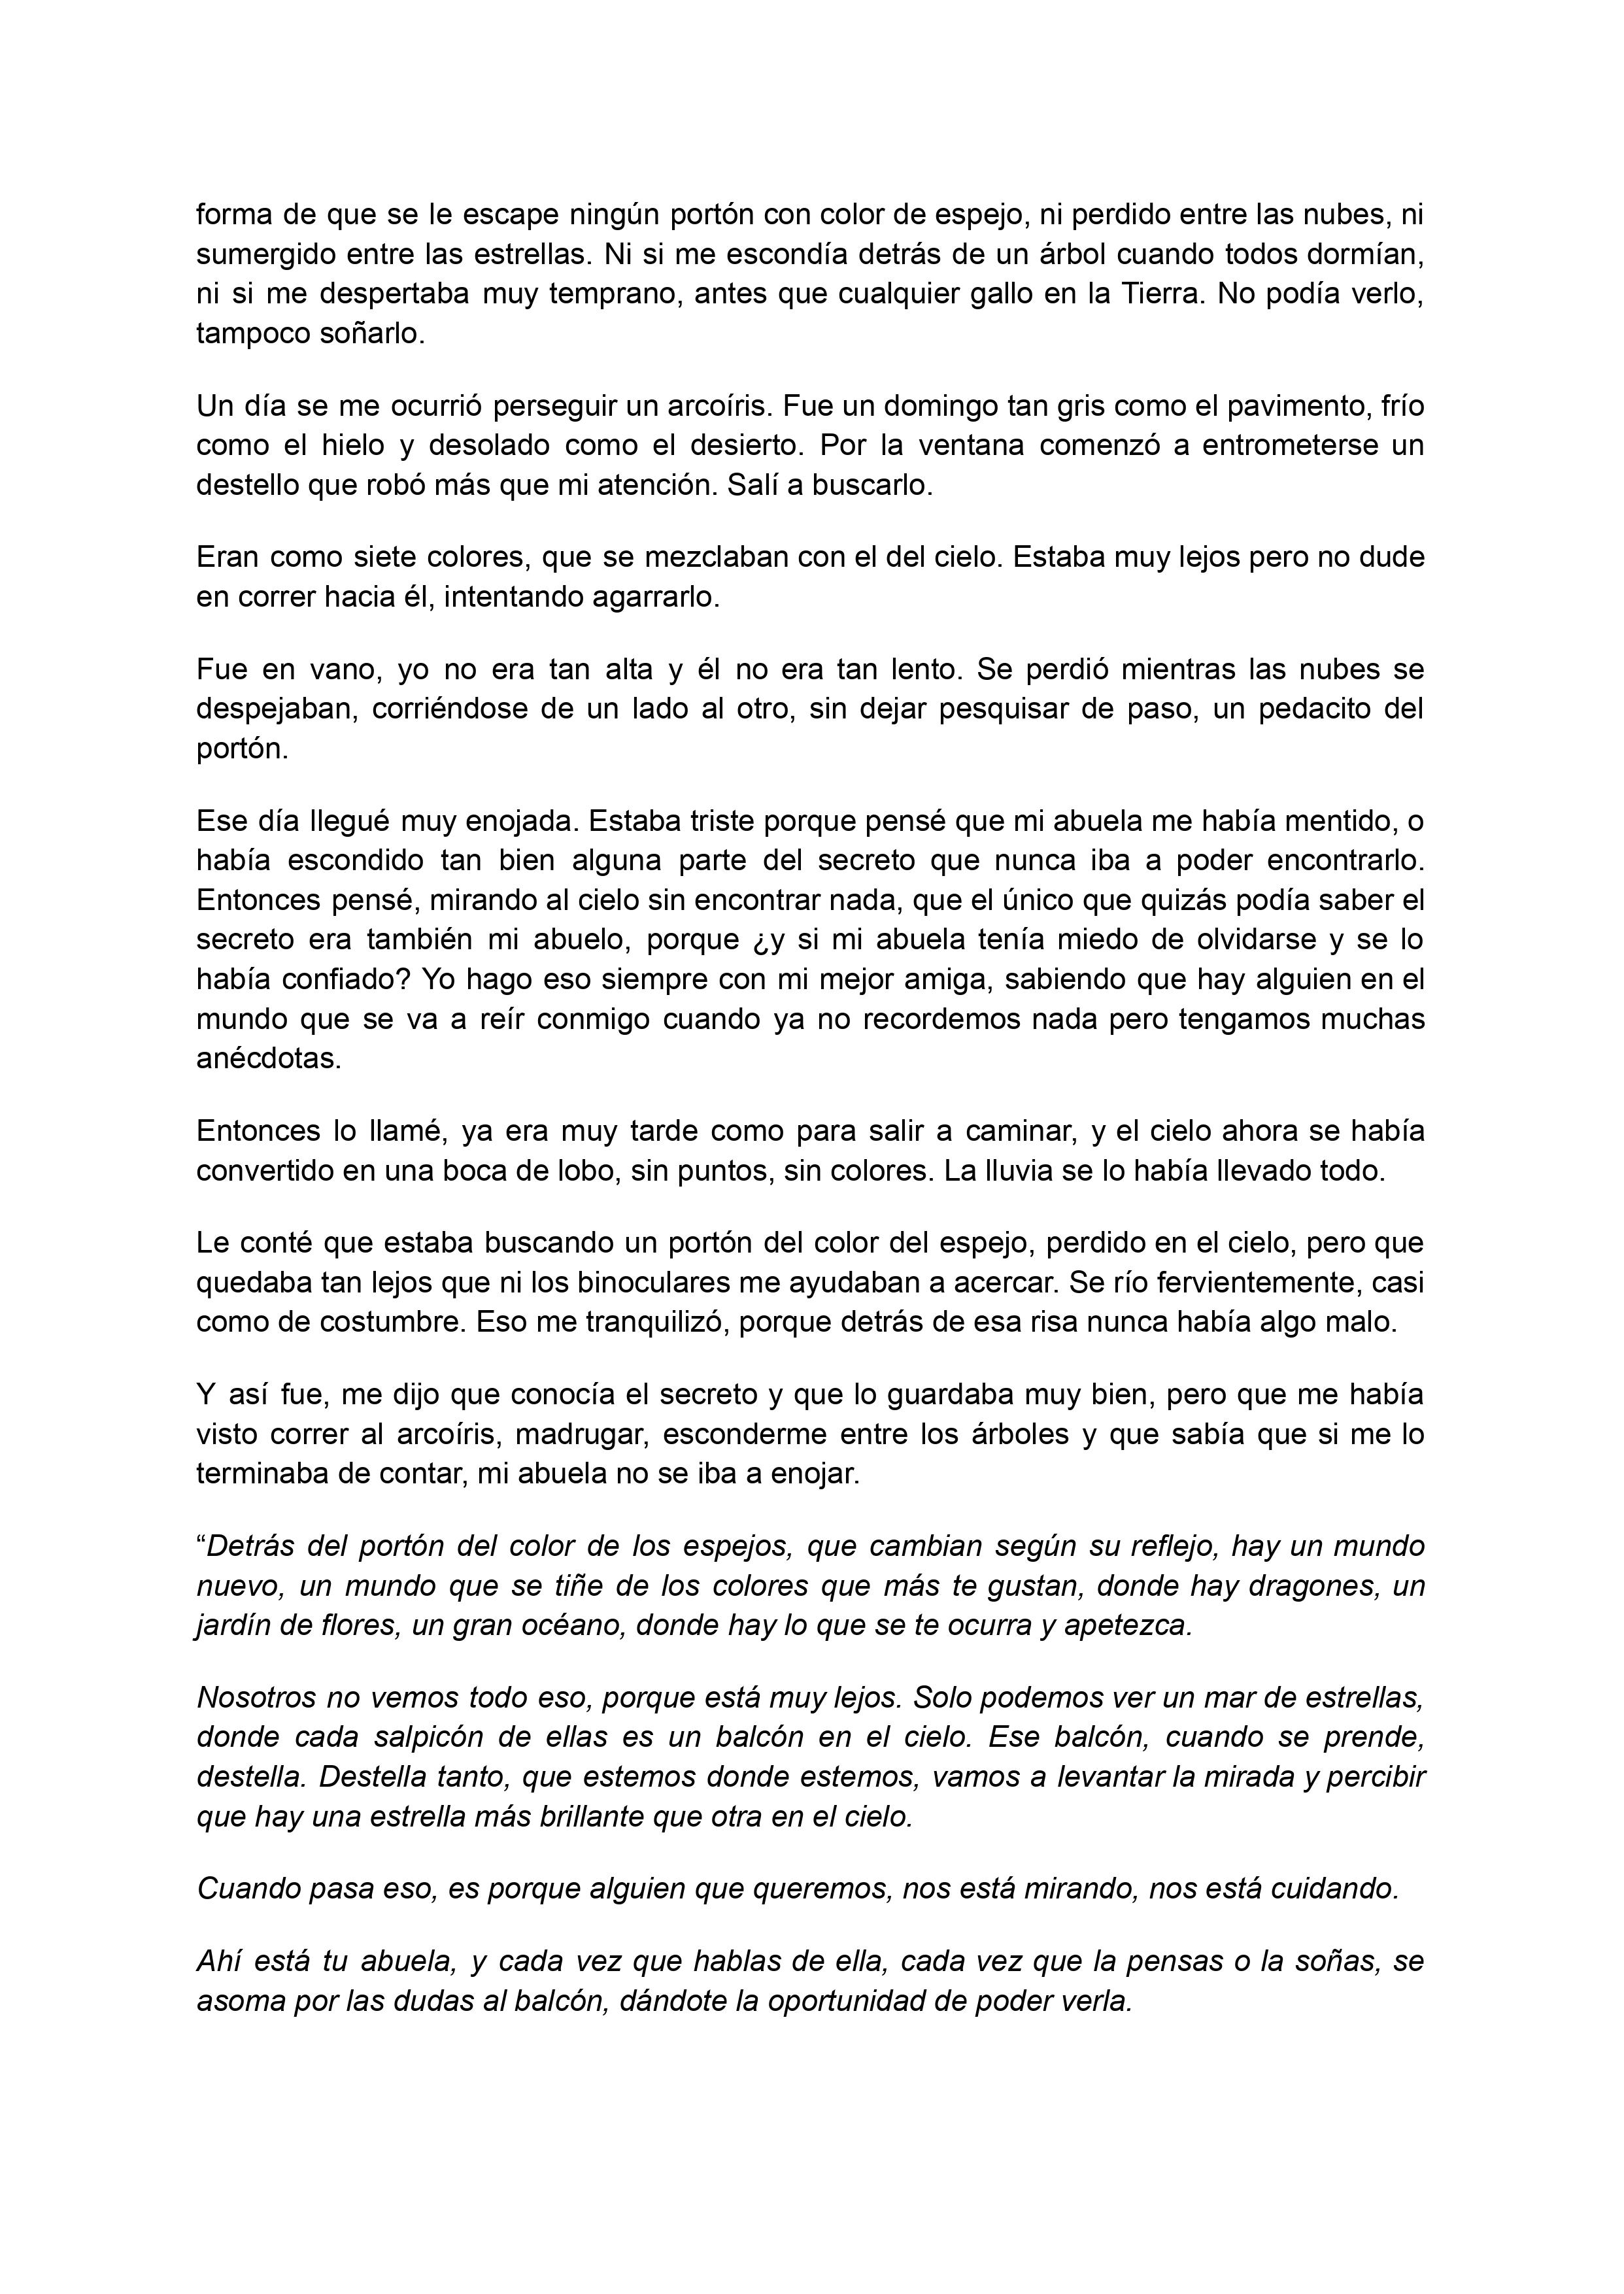 forma de que se le escape ningún portón con color de espejo, ni perdido entre las nubes, ni
sumergido entre las estrellas. Ni si me escondía detrás de un árbol cuando todos dormían,
ni si me despertaba muy temprano, antes que cualquier gallo en la Tierra. No podía verlo,
tampoco soñarlo.
Un día se me ocurrió perseguir un arcoíris. Fue un domingo tan gris como el pavimento, frío
como el hielo y desolado como el desierto. Por la ventana comenzó a entrometerse un
destello que robó más que mi atención. Salí a buscarlo.
Eran como siete colores, que se mezclaban con el del cielo. Estaba muy lejos pero no dude
en correr hacia él, intentando agarrarlo.
Fue en vano, yo no era tan alta y él no era tan lento. Se perdió mientras las nubes se
despejaban, corriéndose de un lado al otro, sin dejar pesquisar de paso, un pedacito del
portón.
Ese día llegué muy enojada. Estaba triste porque pensé que mi abuela me había mentido, o
había escondido tan bien alguna parte del secreto que nunca iba a poder encontrarlo.
Entonces pensé, mirando al cielo sin encontrar nada, que el único que quizás podía saber el
secreto era también mi abuelo, porque ¿y si mi abuela tenía miedo de olvidarse y se lo
había confiado? Yo hago eso siempre con mi mejor amiga, sabiendo que hay alguien en el
mundo que se va a reír conmigo cuando ya no recordemos nada pero tengamos muchas
anécdotas.
Entonces lo llamé, ya era muy tarde como para salir a caminar, y el cielo ahora se había
convertido en una boca de lobo, sin puntos, sin colores. La lluvia se lo había llevado todo.
Le conté que estaba buscando un portón del color del espejo, perdido en el cielo, pero que
quedaba tan lejos que ni los binoculares me ayudaban a acercar. Se río fervientemente, casi
como de costumbre. Eso me tranquilizó, porque detrás de esa risa nunca había algo malo.
Y así fue, me dijo que conocía el secreto y que lo guardaba muy bien, pero que me había
visto correr al arcoíris, madrugar, esconderme entre los árboles y que sabía que si me lo
terminaba de contar, mi abuela no se iba a enojar.
“Detrás del portón del color de los espejos, que cambian según su reflejo, hay un mundo
nuevo, un mundo que se tiñe de los colores que más te gustan, donde hay dragones, un
jardín de flores, un gran océano, donde hay lo que se te ocurra y apetezca.
Nosotros no vemos todo eso, porque está muy lejos. Solo podemos ver un mar de estrellas,
donde cada salpicón de ellas es un balcón en el cielo. Ese balcón, cuando se prende,
destella. Destella tanto, que estemos donde estemos, vamos a levantar la mirada y percibir
que hay una estrella más brillante que otra en el cielo.
Cuando pasa eso, es porque alguien que queremos, nos está mirando, nos está cuidando.
Ahí está tu abuela, y cada vez que hablas de ella, cada vez que la pensas o la soñas, se
asoma por las dudas al balcón, dándote la oportunidad de poder verla.